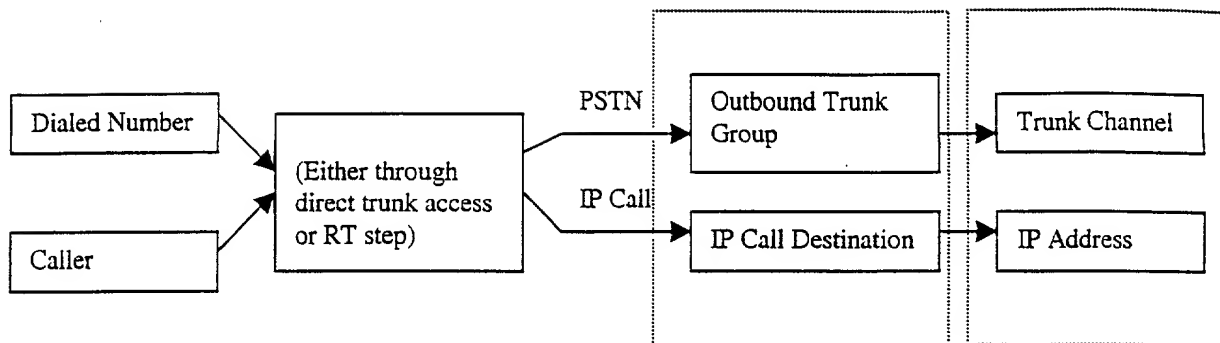 Dialed Number
Caller
(Either through
direct trunk access
or RT step)
PSTN
IP Call
Outbound Trunk
Group
IP Call Destination
Trunk Channel
IP Address